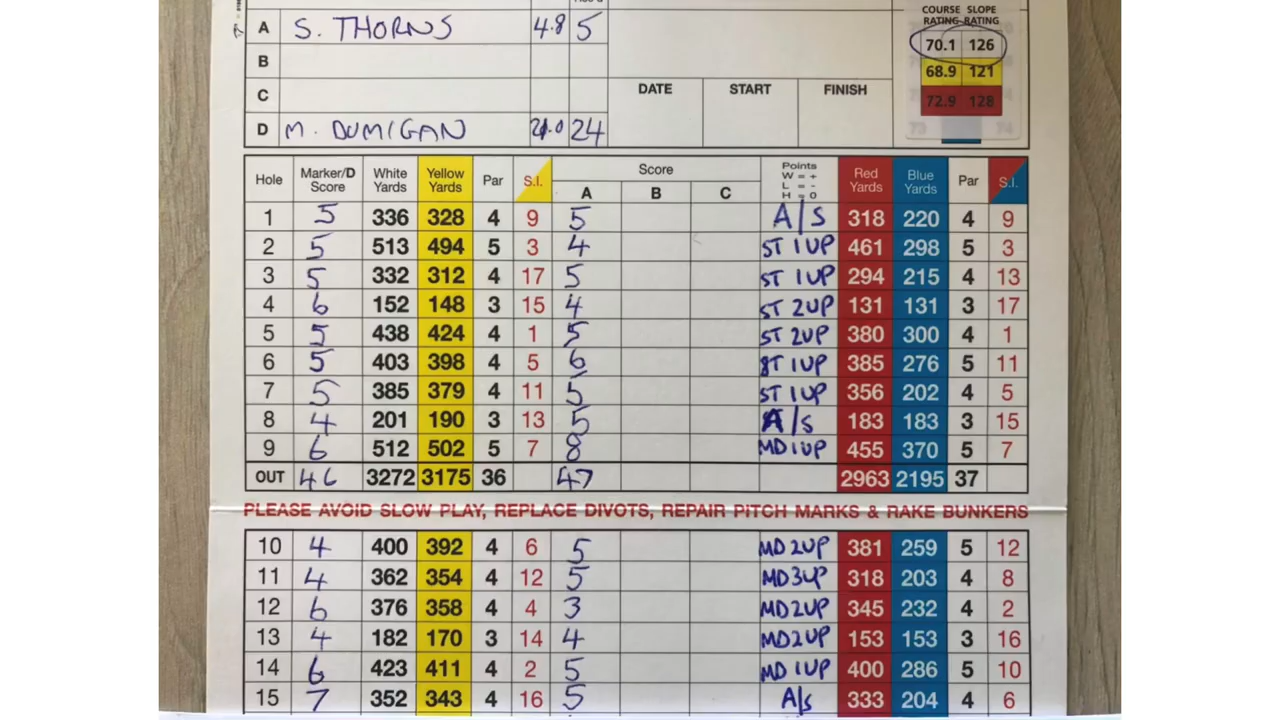 COURSE SLOPE
RATING RATING
A S. THORNS 4.8 5
70.1 126
B
68.9 121
C DATE START FINISH
72.9 128
D M. DUMIGAN 21.0 24
Hole Marker/D Score White Yards Yellow Yards Par S.I. Score A B C Points W = + L = - H = 0 Red Yards Blue Yards Par S.I.
1 5 336 328 4 9 5 A/S 318 220 4 9
2 5 513 494 5 3 4 ST 1UP 461 298 5 3
3 5 332 312 4 17 5 ST 1UP 294 215 4 13
4 6 152 148 3 15 4 ST 2UP 131 131 3 17
5 5 438 424 4 1 5 ST 2UP 380 300 4 1
6 5 403 398 4 5 6 ST 1UP 385 276 5 11
7 5 385 379 4 11 5 ST 1UP 356 202 4 5
8 4 201 190 3 13 5 A/S 183 183 3 15
9 6 512 502 5 7 8 MD 1UP 455 370 5 7
OUT 46 3272 3175 36 47 2963 2195 37
PLEASE AVOID SLOW PLAY, REPLACE DIVOTS, REPAIR PITCH MARKS & RAKE BUNKERS
10 4 400 392 4 6 5 MD 2UP 381 259 5 12
11 4 362 354 4 12 5 MD 3UP 318 203 4 8
12 6 376 358 4 4 3 MD 2UP 345 232 4 2
13 4 182 170 3 14 4 MD 2UP 153 153 3 16
14 6 423 411 4 2 5 MD 1UP 400 286 5 10
15 7 352 343 4 16 5 A/S 333 204 4 6